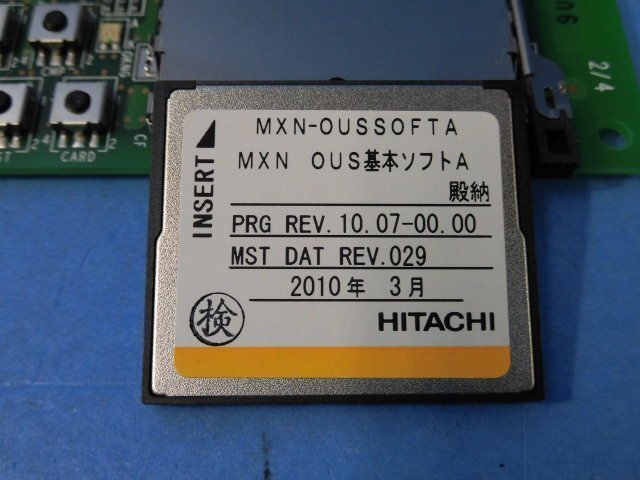 MXN-OUSSOFTA
MXN OUS基本ソフトA
殿納
PRG REV.10.07-00.00
MST DAT REV.029
2010年 3月
検
HITACHI
INSERT
2/4
CARD
CF